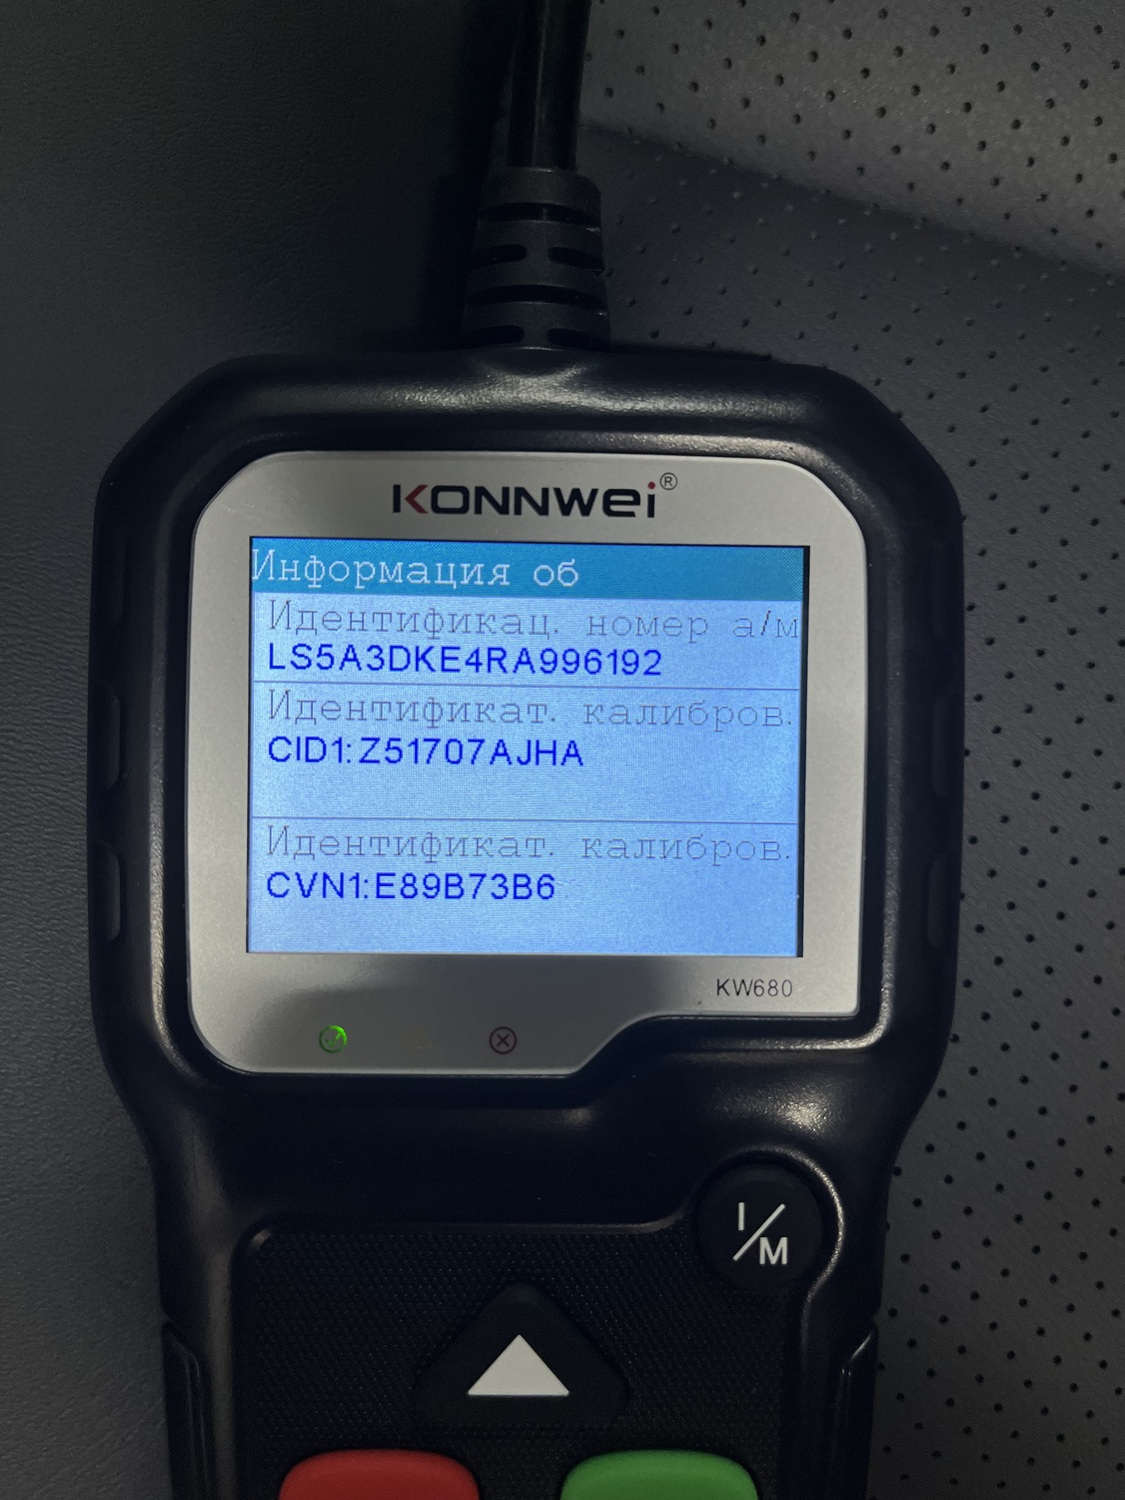 KONNWEI®
Информация об
Идентификац. номер а/м
LS5A3DKE4RA996192
Идентификат. калибров.
CID1:Z51707AJHA
Идентификат. калибров.
CVN1:E89B73B6
KW680
I/M